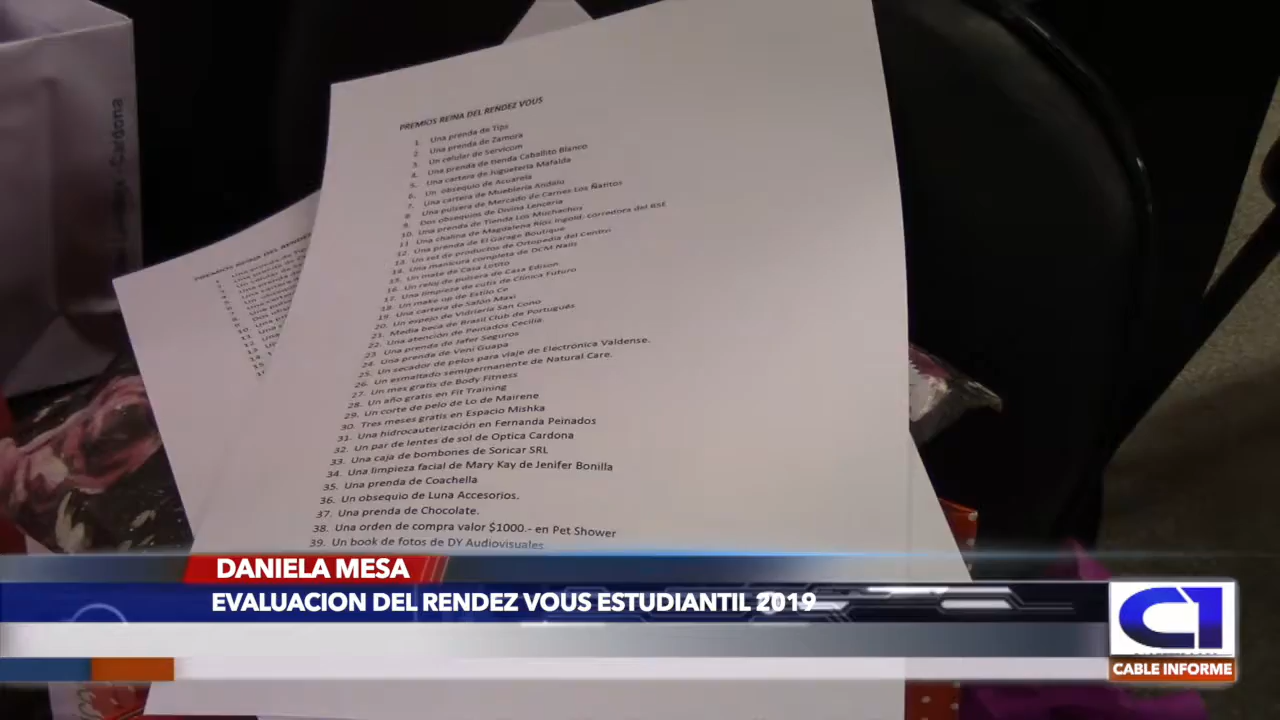 PREMIOS REINA DEL RENDEZ VOUS
1. Una prenda de Tips
2. Una prenda de Zamora
3. Un celular de Servicom
4. Una prenda de tienda Caballito Blanco
5. Una cartera de Juguetería Mafalda
6. Un obsequio de Acuarela
7. Una cartera de Mueblería Andalu
8. Una pulsera de Mercado de Carnes Los Ñatitos
9. Dos obsequios de Divina Lencería
10. Una prenda de Tienda Los Muchachos
11. Una chalina de Magdalena Ríos Ingold, corredora del BSE
12. Una prenda de El Garage Boutique
13. Un set de productos de Ortopedia del Centro
14. Una manicura completa de DCM Nails
15. Un mate de Casa Lotito
16. Un reloj de pulsera de Casa Edison
17. Una limpieza de cutis de Clínica Futuro
18. Un make up de Estilo Ce
19. Una cartera de Salón Maxi
20. Un espejo de Vidriería San Cono
21. Media beca de Brasil Club de Portugués
22. Una atención de Peinados Cecilia.
23. Una prenda de Jafer Seguros
24. Una prenda de Vení Guapa
25. Un secador de pelos para viaje de Electrónica Valdense.
26. Un esmaltado semipermanente de Natural Care.
27. Un mes gratis de Body Fitness
28. Un año gratis en Fit Training
29. Un corte de pelo de Lo de Mairene
30. Tres meses gratis en Espacio Mishka
31. Una hidrocauterización en Fernanda Peinados
32. Un par de lentes de sol de Optica Cardona
33. Una caja de bombones de Soricar SRL
34. Una limpieza facial de Mary Kay de Jenifer Bonilla
35. Una prenda de Coachella
36. Un obsequio de Luna Accesorios.
37. Una prenda de Chocolate.
38. Una orden de compra valor $1000.- en Pet Shower
39. Un book de fotos de DY Audiovisuales
PREMIOS REINA DEL RENDEZ
Cardona
DANIELA MESA
EVALUACION DEL RENDEZ VOUS ESTUDIANTIL 2019
C1
CABLE INFORME